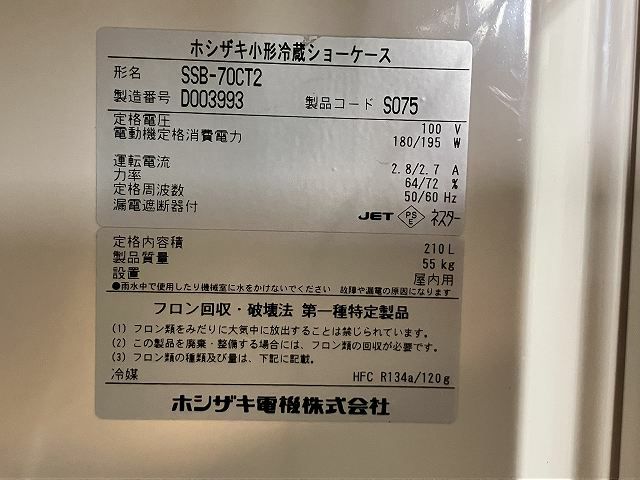 ホシザキ小形冷蔵ショーケース
形名 SSB-70CT2
製造番号 D003993 製品コード S075
定格電圧 100 V
電動機定格消費電力 180/195 W
運転電流 2.8/2.7 A
力率 64/72 %
定格周波数 50/60 Hz
漏電遮断器付 JET PSE ネスター
定格内容積 210 L
製品質量 55 kg
設置 屋内用
●雨水中で使用したり機械室に水をかけないでください 故障や漏電の原因になります
フロン回収・破壊法 第一種特定製品
(1) フロン類をみだりに大気中に放出することは禁じられています。
(2) この製品を廃棄・整備する場合には、フロン類の回収が必要です。
(3) フロン類の種類及び量は、下記に記載。
冷媒 HFC R134a/120g
ホシザキ電機株式会社